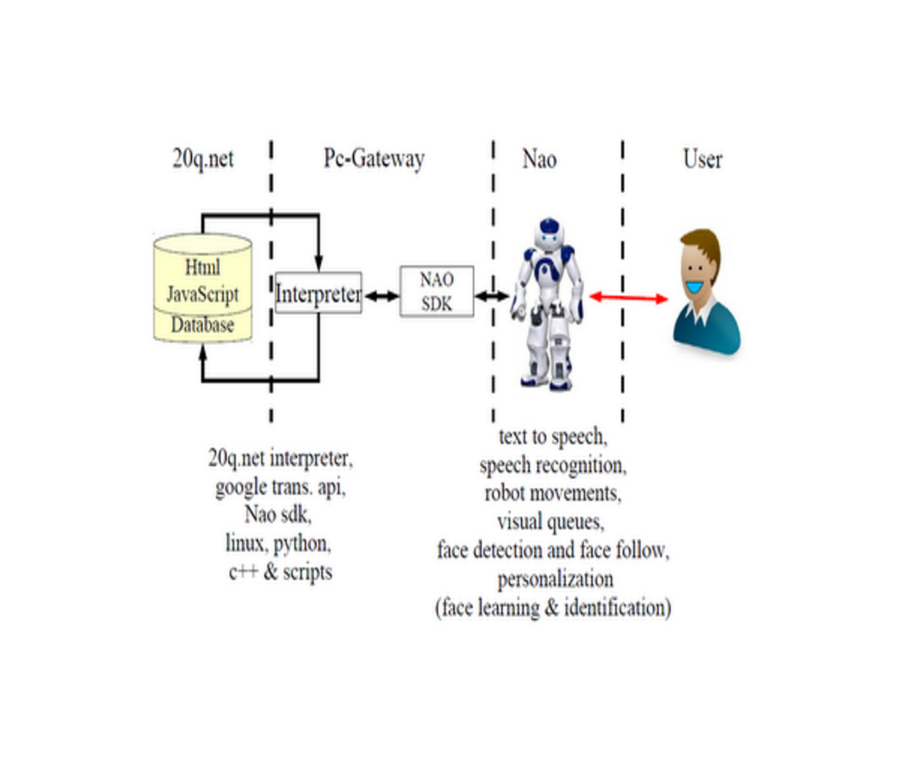 20q.net
Pc-Gateway
Nao
User
Html
JavaScript
Database
Interpreter
NAO
SDK
20q.net interpreter,
google trans. api,
Nao sdk,
linux, python,
c++ & scripts
text to speech,
speech recognition,
robot movements,
visual queues,
face detection and face follow,
personalization
(face learning & identification)